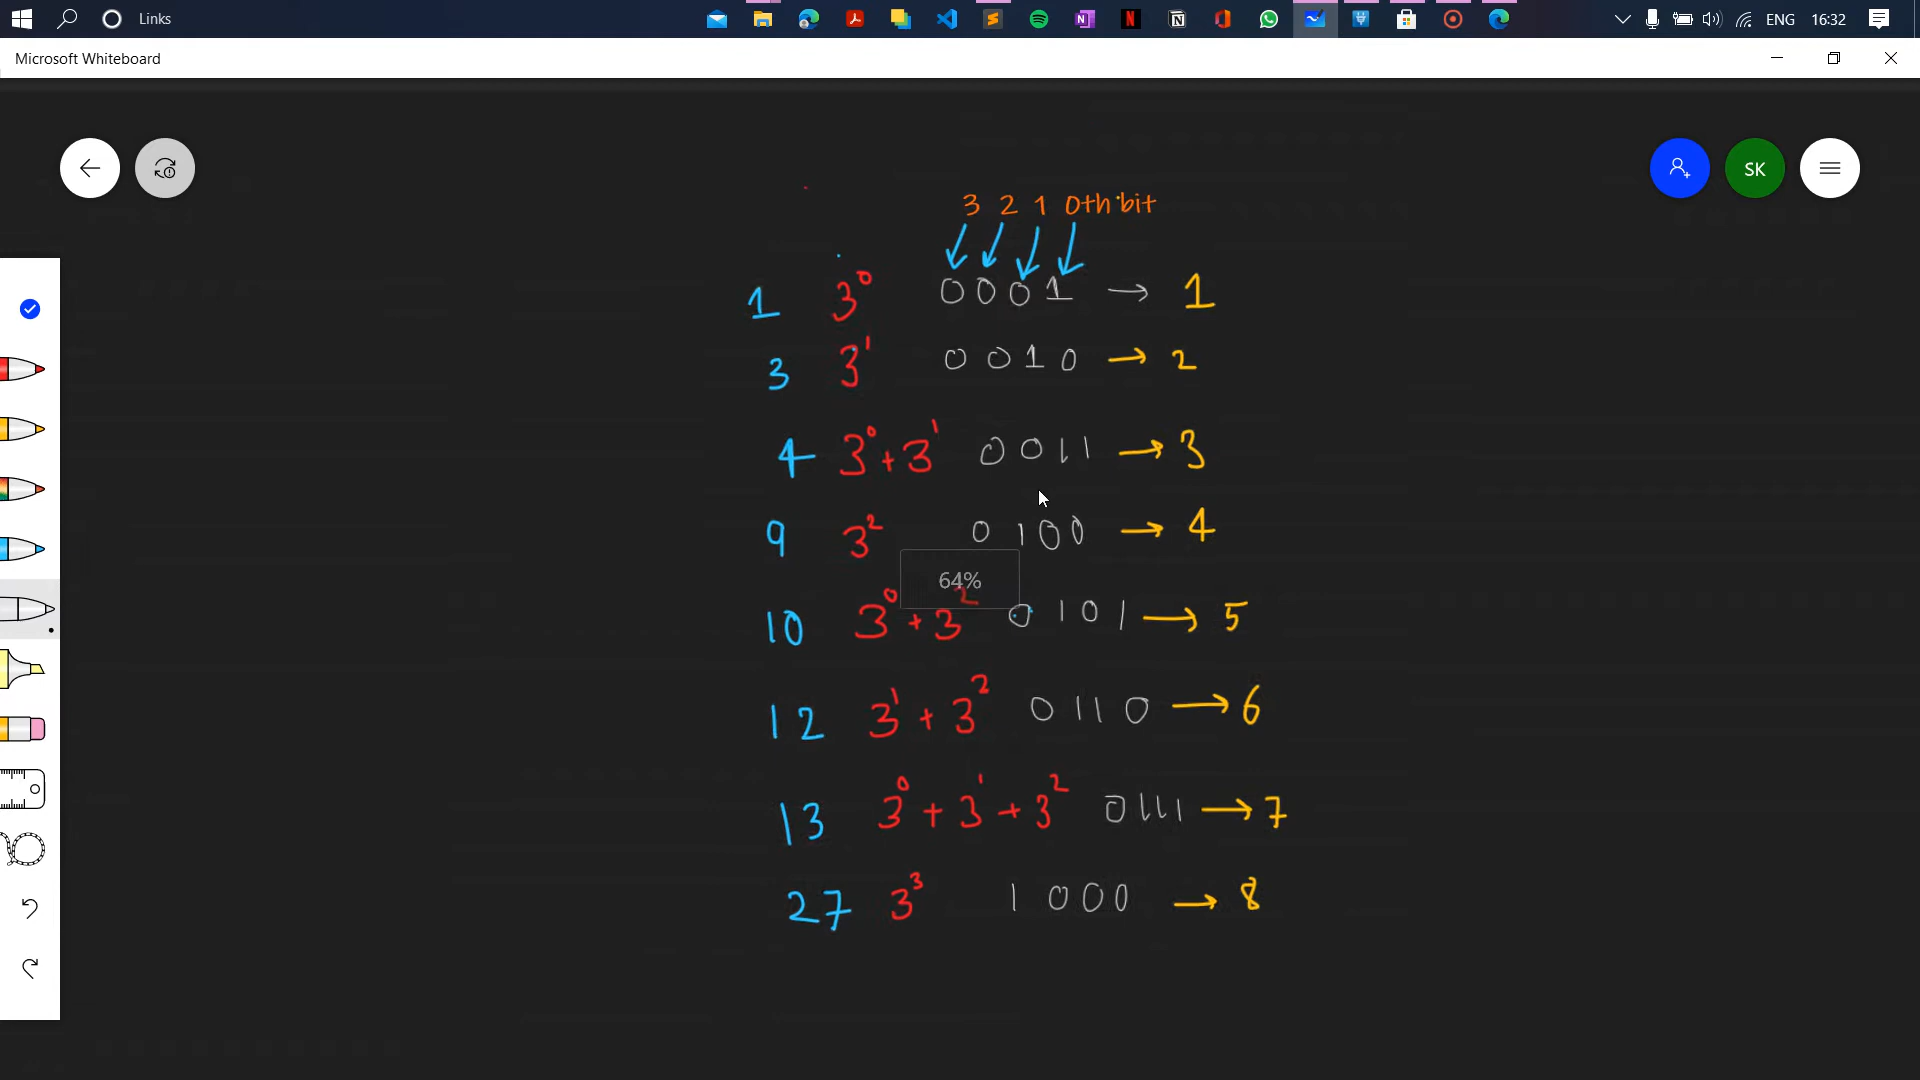 Links
ENG 16:32
Microsoft Whiteboard
SK
3 2 1 0th bit
1 3⁰ 0001 → 1
3 3¹ 0010 → 2
4 3⁰+3¹ 0011 → 3
9 3² 0100 → 4
64%
10 3⁰+3² 0101 → 5
12 3¹+3² 0110 → 6
13 3⁰+3¹+3² 0111 → 7
27 3³ 1000 → 8